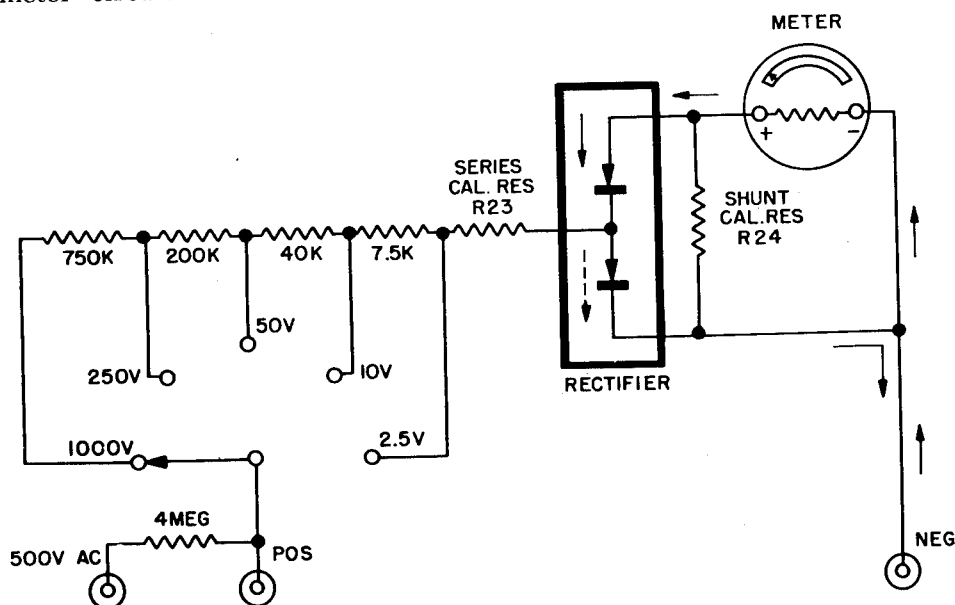 METER
+
-
SERIES
CAL. RES
R23
SHUNT
CAL.RES
R24
750K
200K
40K
7.5K
50V
250V
10V
RECTIFIER
1000V
2.5V
4MEG
500V AC
POS
NEG